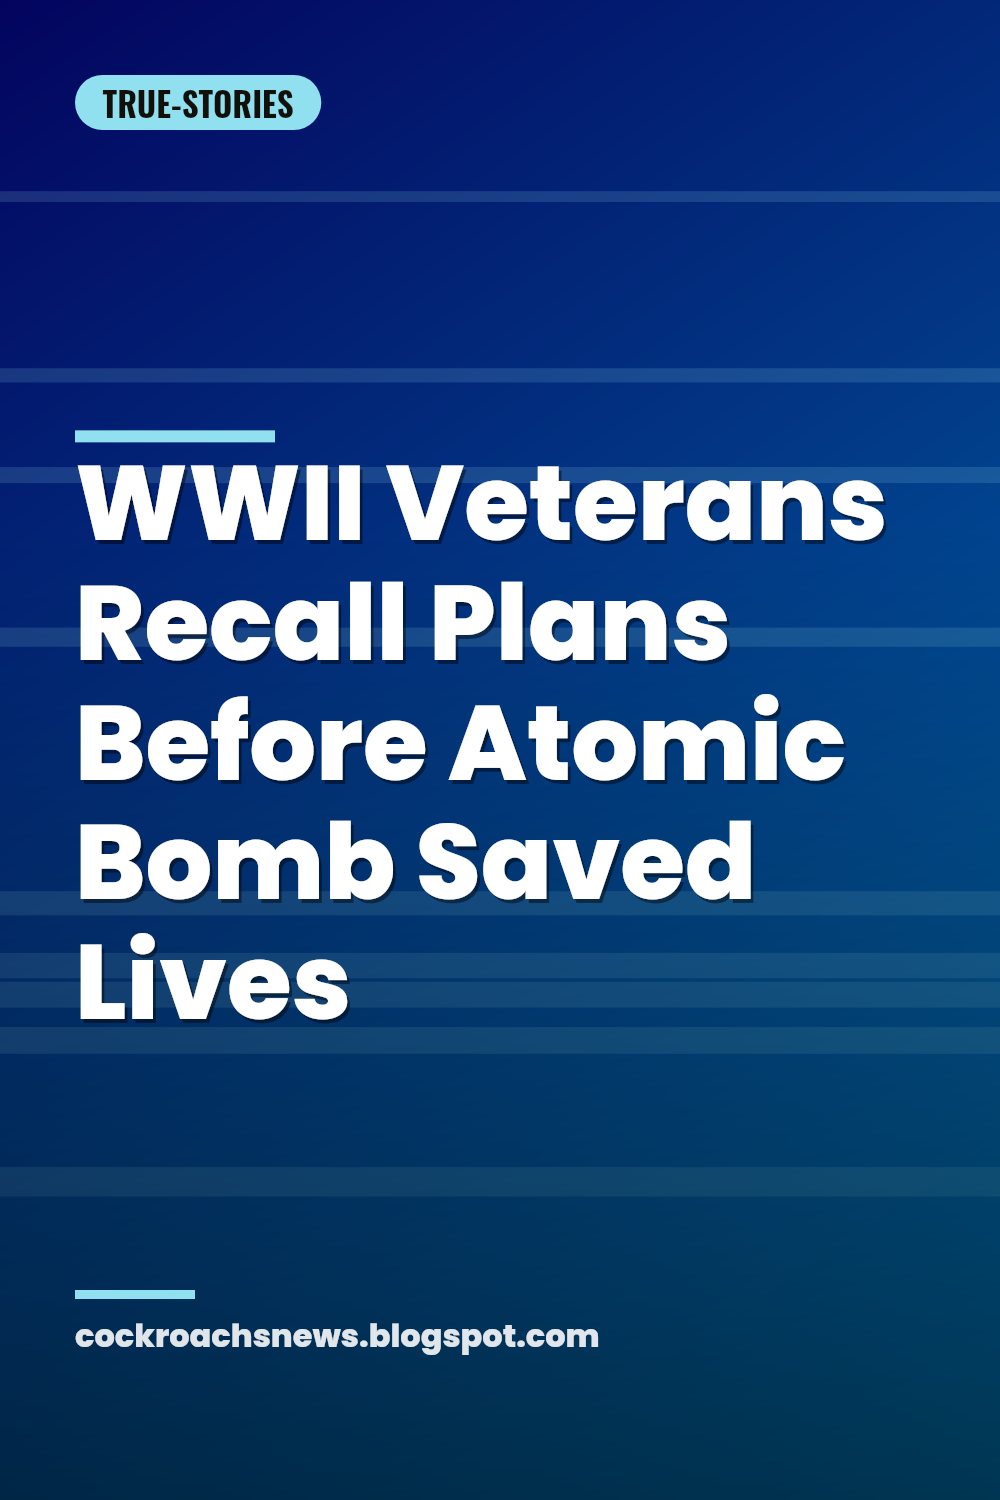 TRUE-STORIES
WWII Veterans
Recall Plans
Before Atomic
Bomb Saved
Lives
cockroachsnews.blogspot.com